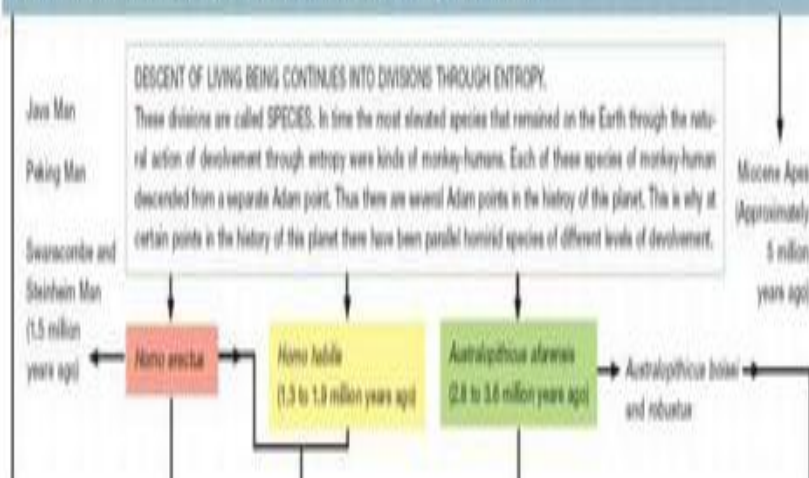 DESCENT OF LIVING BEING CONTINUES INTO DIVISIONS THROUGH ENTROPY.
These divisions are called SPECIES. In time the most elevated species that remained on the Earth through the natu-
ral action of devolvement through entropy were kinds of monkey-humans. Each of these species of monkey-human
descended from a separate Adam point. Thus there are several Adam points in the histroy of this planet. This is why at
certain points in the history of this planet there have been parallel hominid species of different levels of devolvement.
Java Man
Peking Man
Swanscombe and
Steinheim Man
(1.5 million
years ago)
Miocene Apes
(Approximately
5 million
years ago)
Homo erectus
Homo habilis
(1.3 to 1.9 million years ago)
Australopithicus afarensis
(2.8 to 3.6 million years ago)
Australopithicus boisei
and robustus